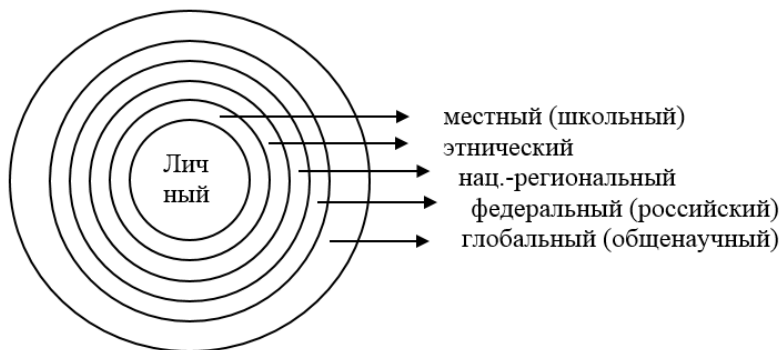 Лич
ный
местный (школьный)
этнический
нац.-региональный
федеральный (российский)
глобальный (общенаучный)